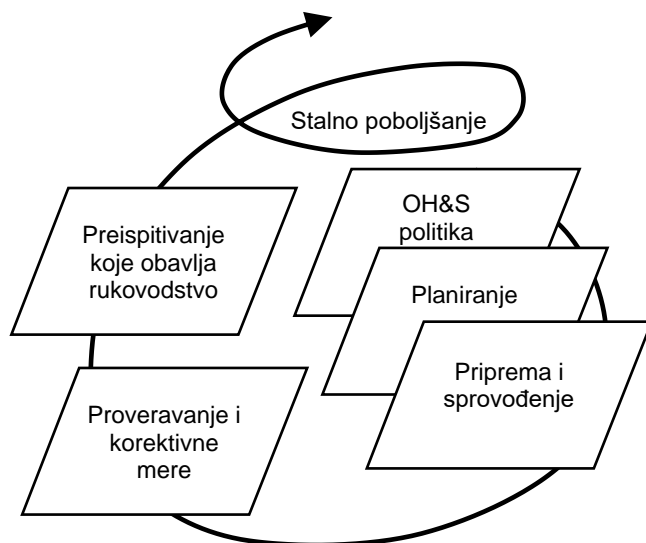 Stalno poboljšanje
OH&S
politika
Planiranje
Priprema i
sprovođenje
Proveravanje i
korektivne
mere
Preispitivanje
koje obavlja
rukovodstvo